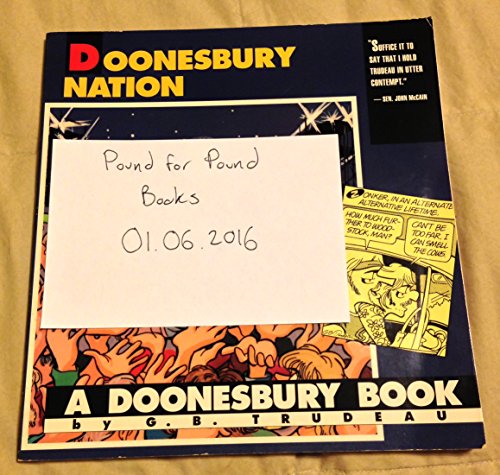 DOONESBURY
NATION
"SUFFICE IT TO
SAY THAT I HOLD
TRUDEAU IN UTTER
CONTEMPT."
— SEN. JOHN McCAIN
Pound for Pound
Books
01.06.2016
ZONKER, IN AN ALTERNATE
ALTERNATIVE LIFETIME.
HOW MUCH FUR-
THER TO WOOD-
STOCK, MAN?
CAN'T BE
TOO FAR. I
CAN SMELL
THE COWS.
A DOONESBURY BOOK
by G. B. TRUDEAU